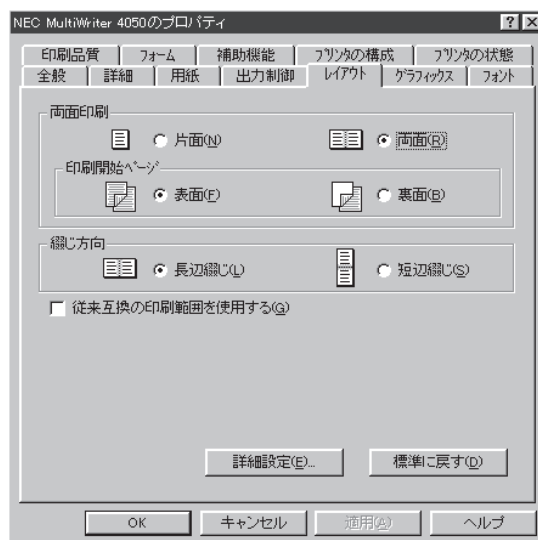 NEC MultiWriter 4050のプロパティ
印刷品質 フォーム 補助機能 プリンタの構成 プリンタの状態
全般 詳細 用紙 出力制御 レイアウト グラフィックス フォント
両面印刷
片面(N) 両面(R)
印刷開始ページ
表面(F) 裏面(B)
綴じ方向
長辺綴じ(L) 短辺綴じ(S)
従来互換の印刷範囲を使用する(G)
詳細設定(E)... 標準に戻す(D)
OK キャンセル 適用(A) ヘルプ